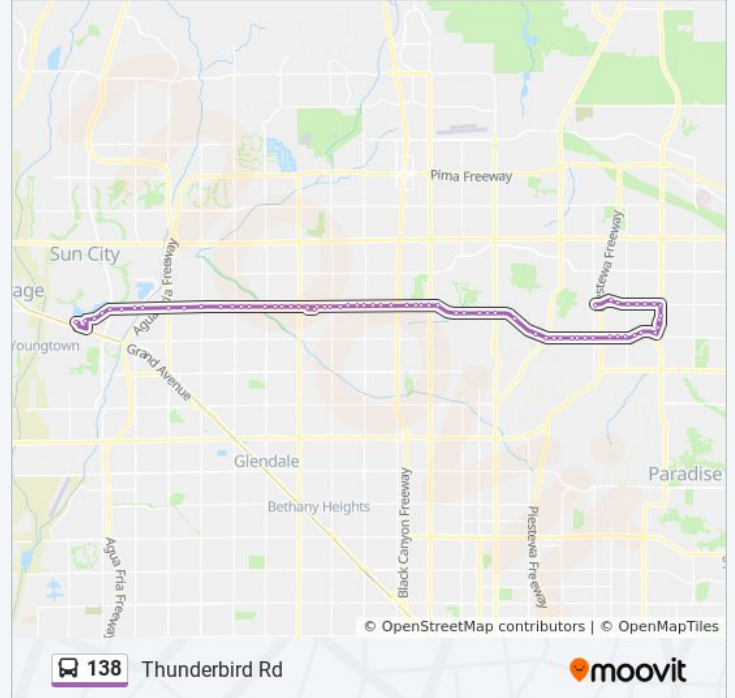 Pima Freeway
Piestewa Freeway
Sun City
Agua Fria Freeway
age
Youngtown
Grand Avenue
Glendale
Paradise
Bethany Heights
Black Canyon Freeway
Piestewa Freeway
Agua Fria Freeway
S
© OpenStreetMap contributors | © OpenMapTiles
138 Thunderbird Rd
moovit